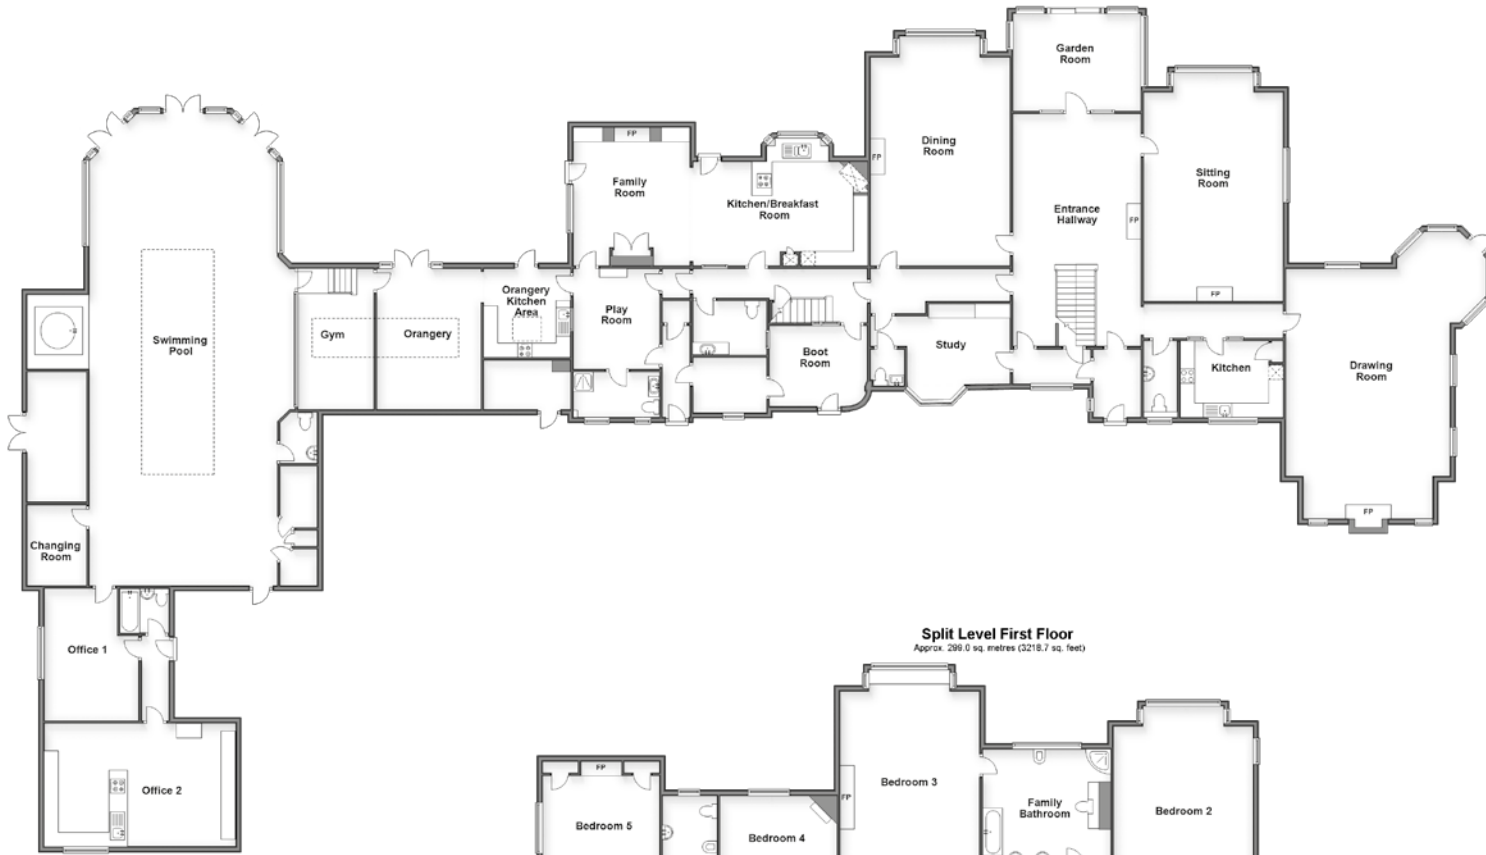 Garden
Room
FP
Dining
Room
FP
Family
Room
Sitting
Room
Kitchen/Breakfast
Room
Entrance
Hallway
FP
FP
Orangery
Kitchen
Area
Play
Room
Gym
Orangery
Swimming
Pool
Study
Boot
Room
Kitchen
Drawing
Room
FP
Changing
Room
Office 1
Office 2
Split Level First Floor
Approx. 299.0 sq. metres (3218.7 sq. feet)
FP
Bedroom 5
Bedroom 4
FP
Bedroom 3
Family
Bathroom
Bedroom 2